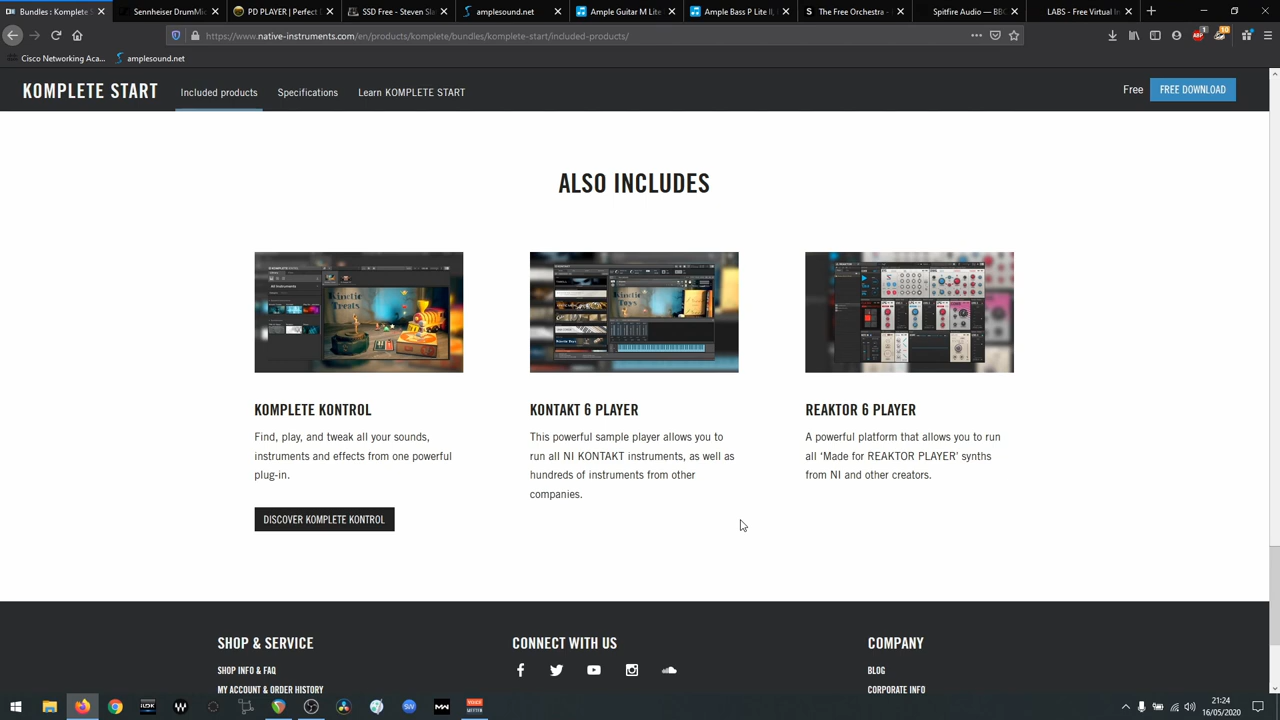 Bundles : Komplete
Sennheiser DrumMic
PD PLAYER | Perfect
SSD Free - Steven Sl
amplesound.net
Ample Guitar M Lite
Ample Bass P Lite II,
The Free Orchestra -
Spitfire Audio — BBC
LABS - Free Virtual In
https://www.native-instruments.com/en/products/komplete/bundles/komplete-start/included-products/
Cisco Networking Aca...
amplesound.net
KOMPLETE START
Included products
Specifications
Learn KOMPLETE START
Free
FREE DOWNLOAD
ALSO INCLUDES
KOMPLETE KONTROL
Find, play, and tweak all your sounds,
instruments and effects from one powerful
plug-in.
DISCOVER KOMPLETE KONTROL
KONTAKT 6 PLAYER
This powerful sample player allows you to
run all NI KONTAKT instruments, as well as
hundreds of instruments from other
companies.
REAKTOR 6 PLAYER
A powerful platform that allows you to run
all ‘Made for REAKTOR PLAYER’ synths
from NI and other creators.
SHOP & SERVICE
SHOP INFO & FAQ
MY ACCOUNT & ORDER HISTORY
CONNECT WITH US
COMPANY
BLOG
CORPORATE INFO
21:24
16/05/2020